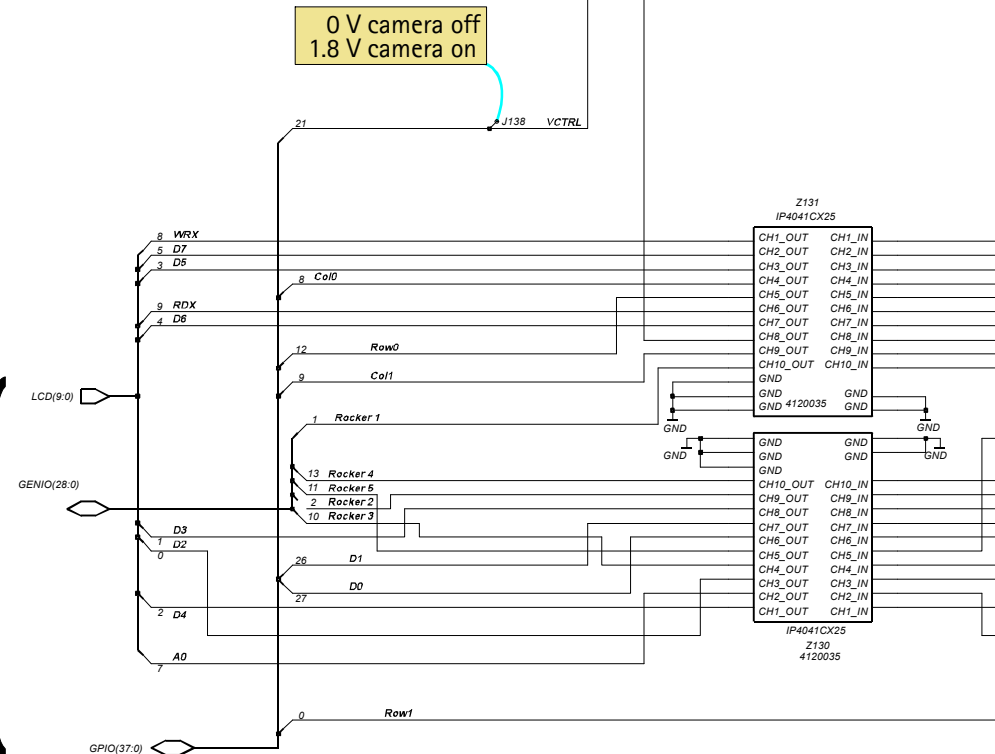 0 V camera off
1.8 V camera on
21
J138 VCTRL
Z131
IP4041CX25
8 WRX
5 D7
3 D5
8 Col0
9 RDX
4 D6
12 Row0
9 Col1
1 Rocker 1
CH1_OUT CH1_IN
CH2_OUT CH2_IN
CH3_OUT CH3_IN
CH4_OUT CH4_IN
CH5_OUT CH5_IN
CH6_OUT CH6_IN
CH7_OUT CH7_IN
CH8_OUT CH8_IN
CH9_OUT CH9_IN
CH10_OUT CH10_IN
GND
GND GND
GND 4120035 GND
GND GND
LCD(9:0)
GENIO(28:0)
13 Rocker 4
11 Rocker 5
2 Rocker 2
10 Rocker 3
GND GND
GND GND
GND GND
GND
CH10_OUT CH10_IN
CH9_OUT CH9_IN
CH8_OUT CH8_IN
CH7_OUT CH7_IN
CH6_OUT CH6_IN
CH5_OUT CH5_IN
CH4_OUT CH4_IN
CH3_OUT CH3_IN
CH2_OUT CH2_IN
CH1_OUT CH1_IN
IP4041CX25
Z130
4120035
D3
1 D2
0
26 D1
D0
27
2 D4
A0
7
0 Row1
GPIO(37:0)